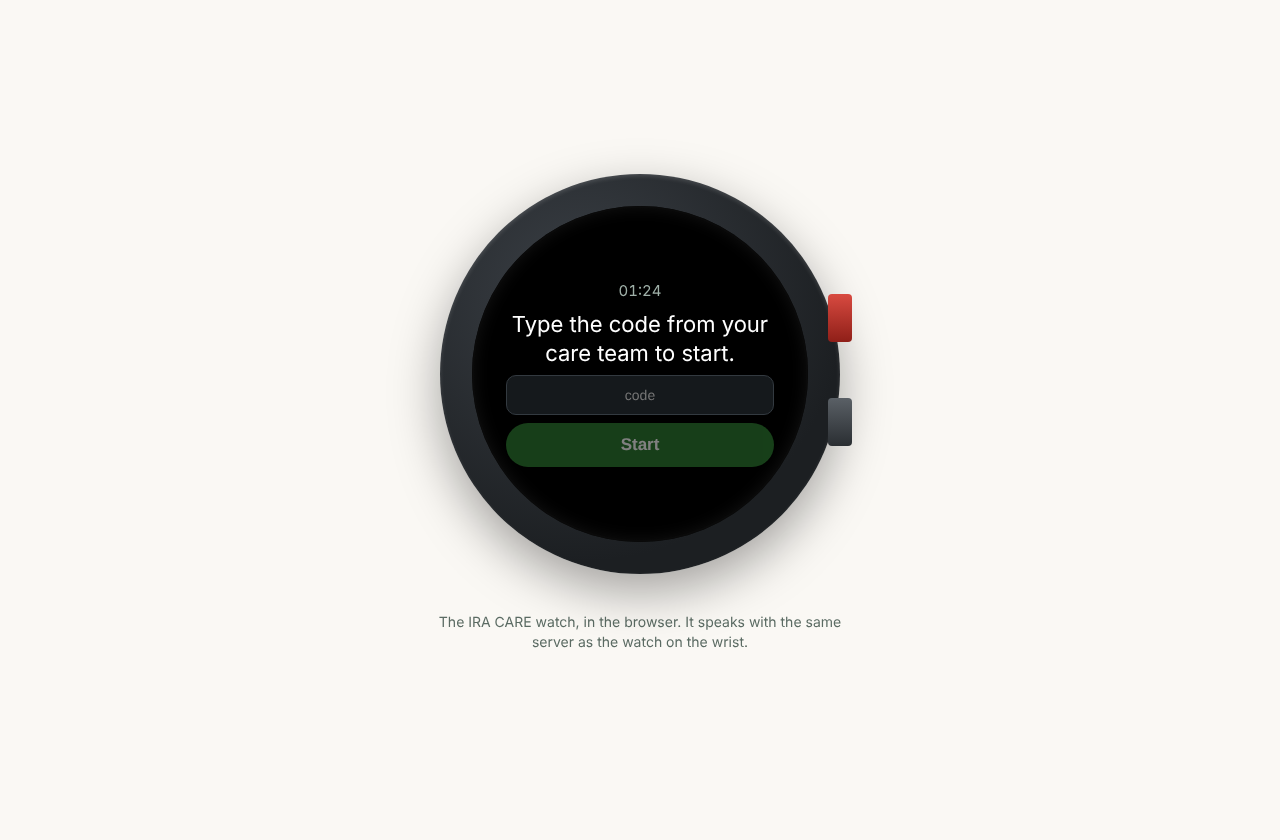 01:24
Type the code from your
care team to start.
code
Start
The IRA CARE watch, in the browser. It speaks with the same
server as the watch on the wrist.